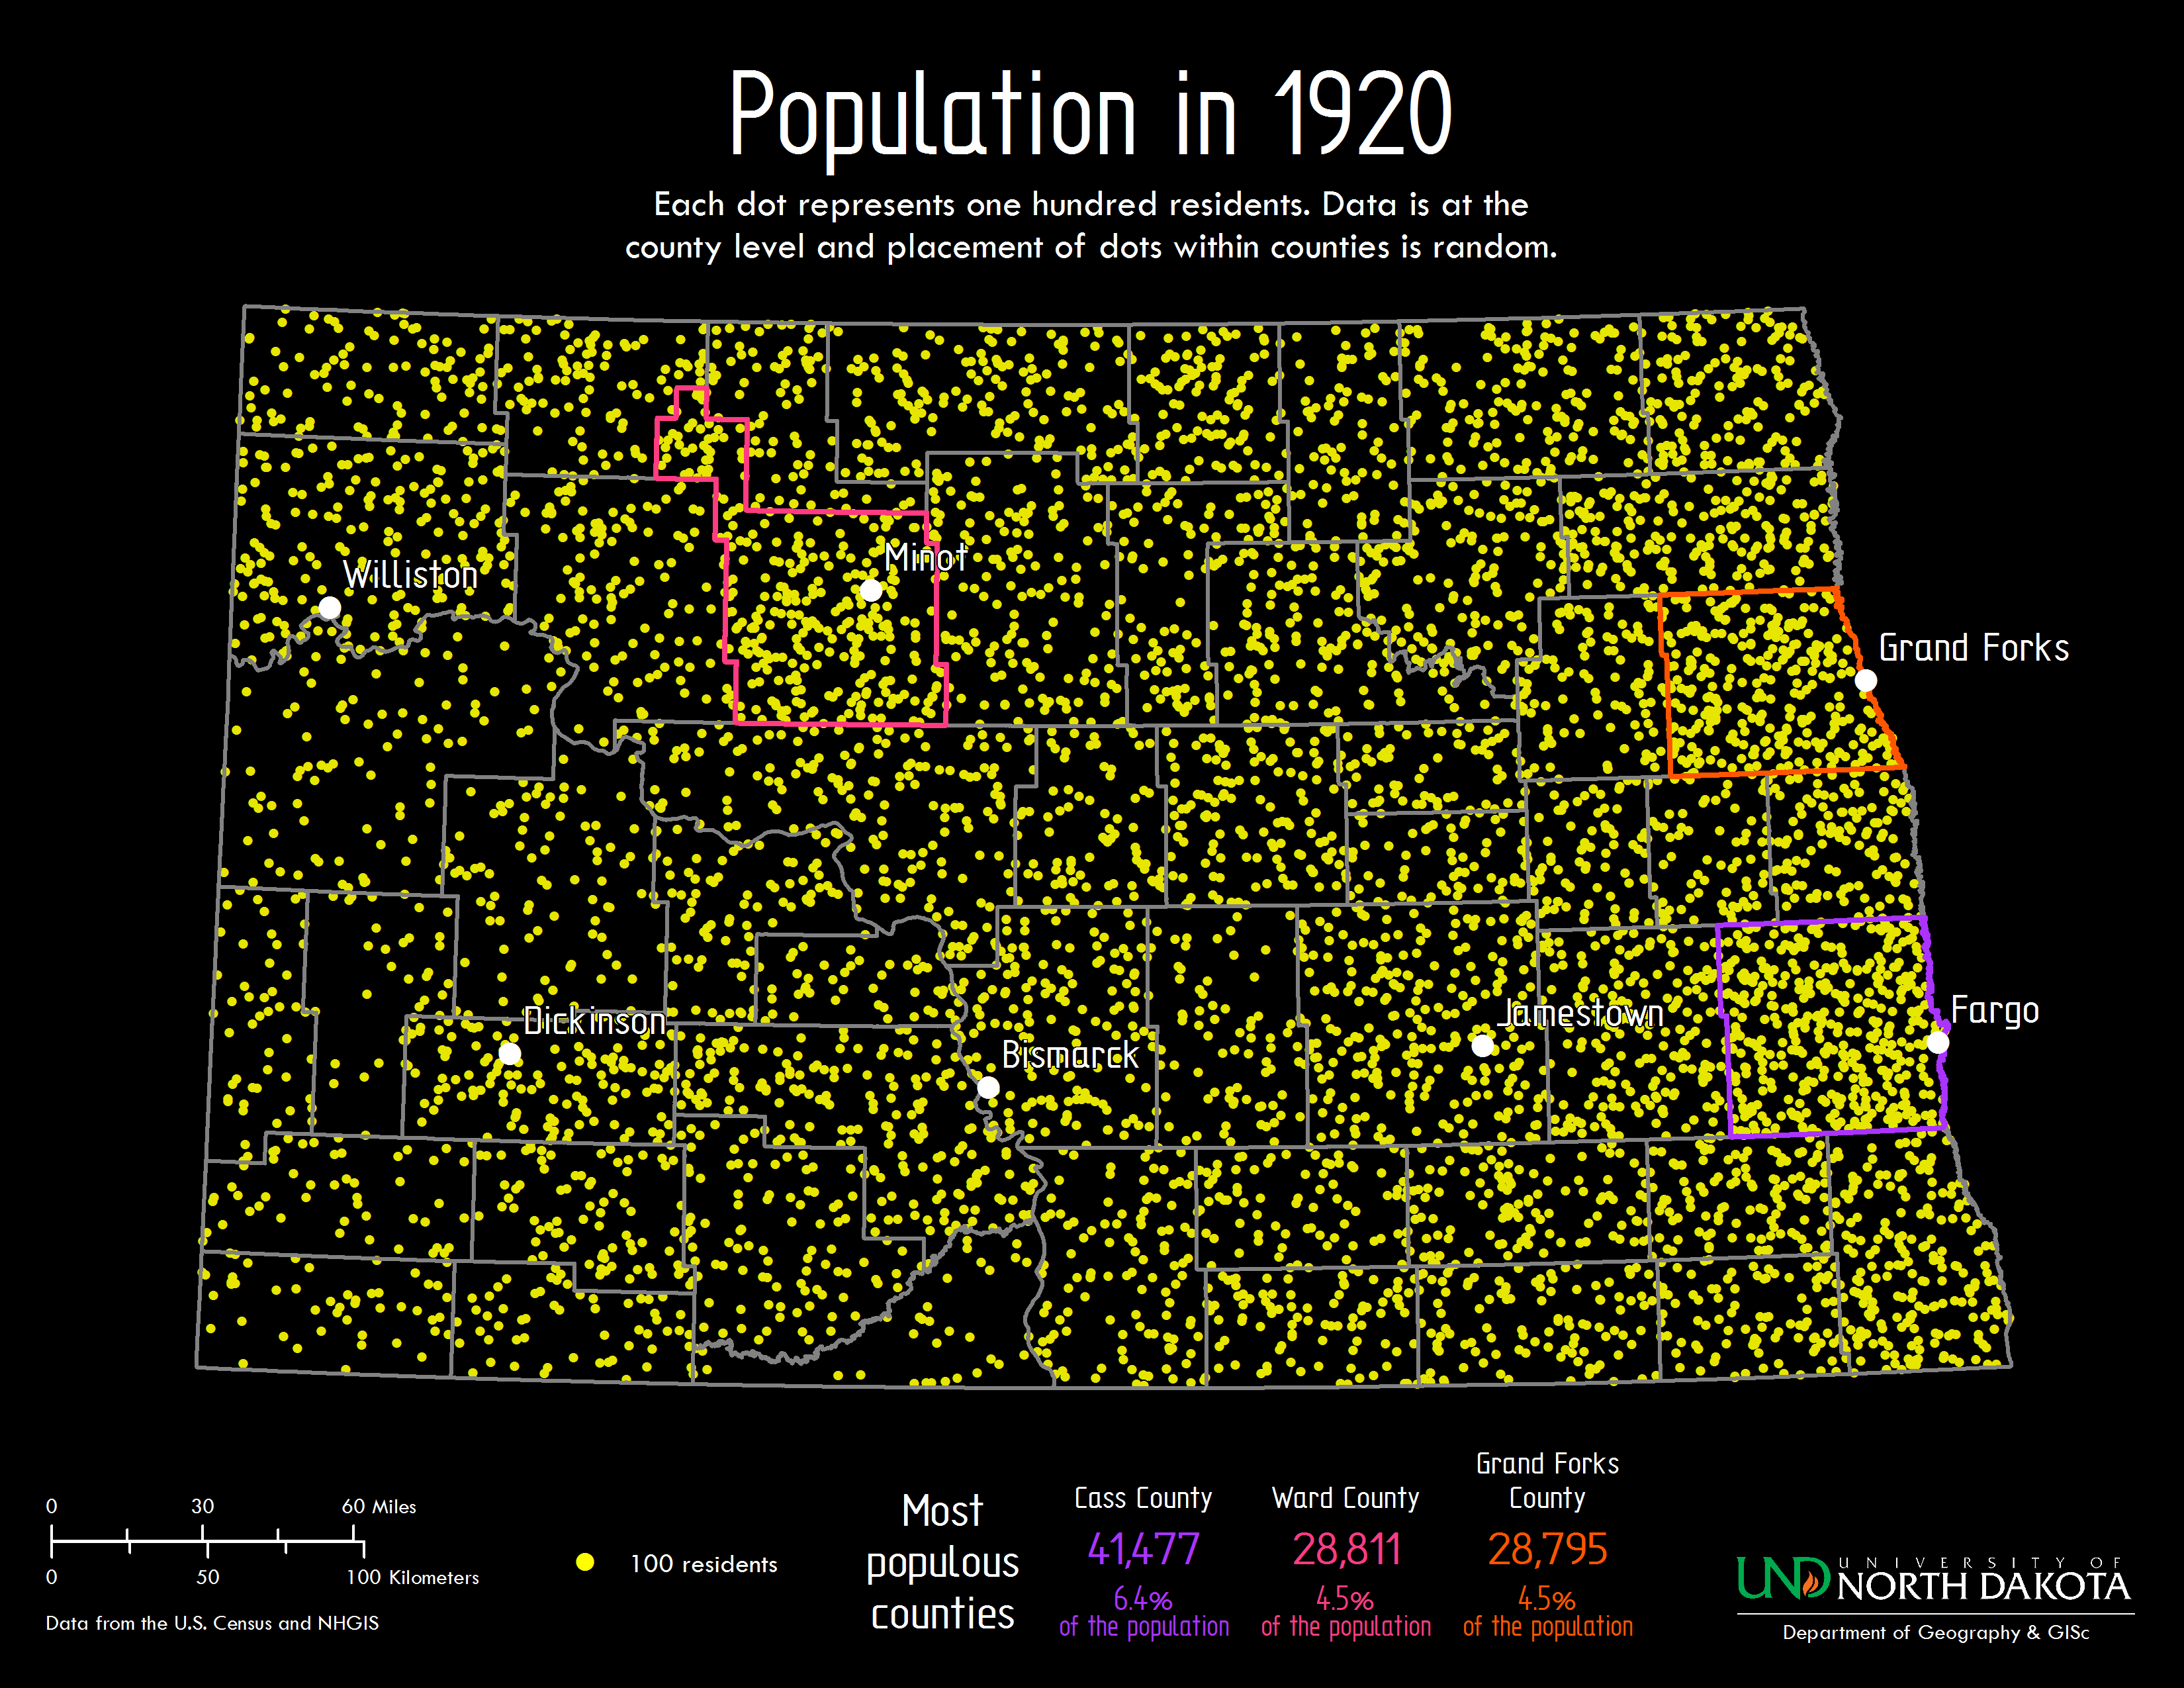 Population in 1920
Each dot represents one hundred residents. Data is at the
county level and placement of dots within counties is random.
Minot
Williston
Grand Forks
Dickinson
Jamestown
Fargo
Bismarck
0 30 60 Miles
0 50 100 Kilometers
Data from the U.S. Census and NHGIS
100 residents
Most
populous
counties
Cass County
41,477
6.4%
of the population
Ward County
28,811
4.5%
of the population
Grand Forks
County
28,795
4.5%
of the population
UND UNIVERSITY OF
NORTH DAKOTA
Department of Geography & GISc